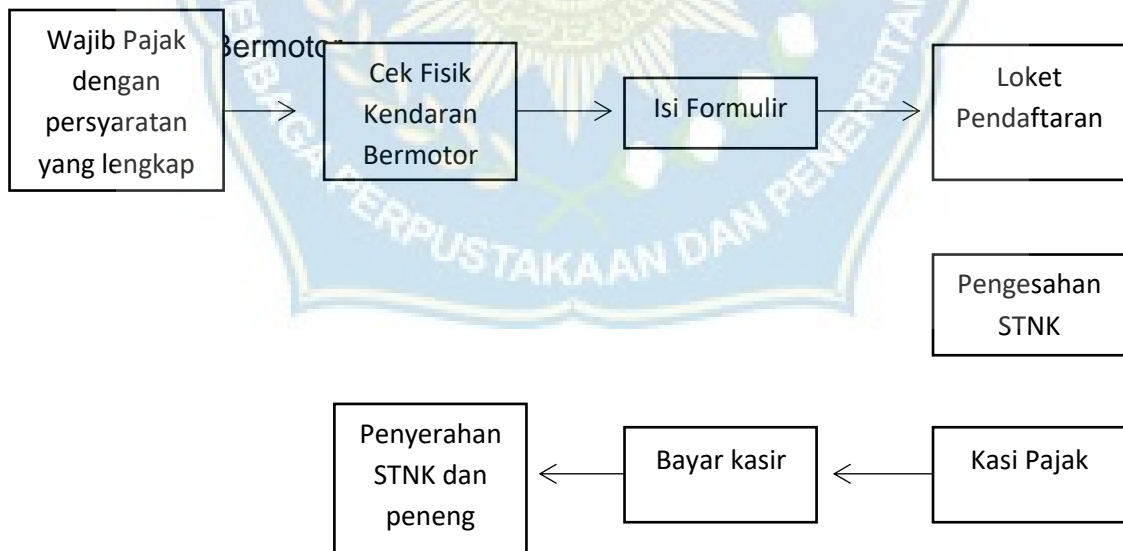 Wajib Pajak
dengan
persyaratan
yang lengkap
Bermotor
Cek Fisik
Kendaran
Bermotor
Isi Formulir
Loket
Pendaftaran
Pengesahan
STNK
Kasi Pajak
Bayar kasir
Penyerahan
STNK dan
peneng
PERPUSTAKAAN DAN PENERBITA